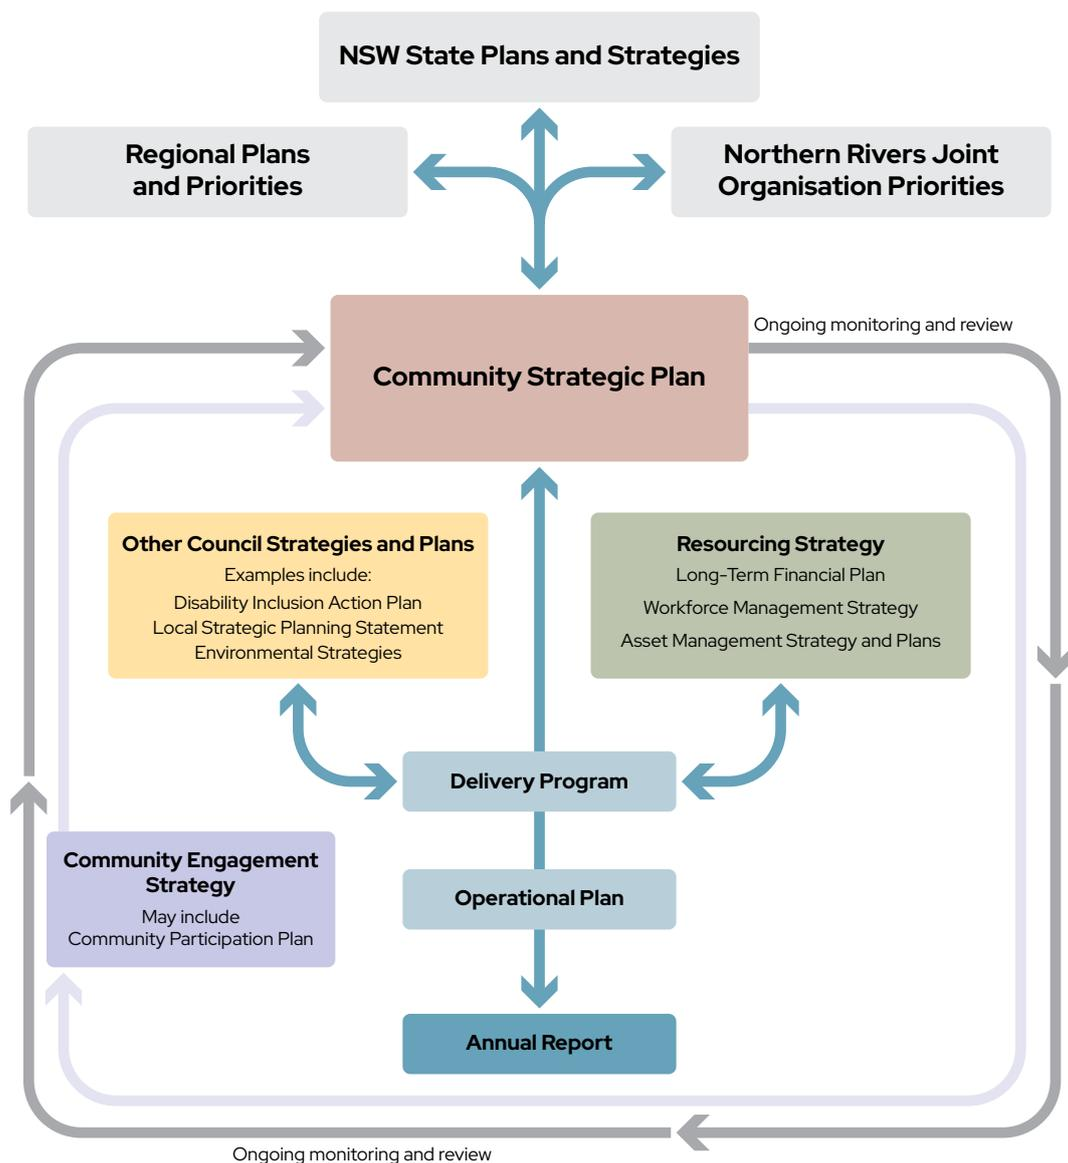 NSW State Plans and Strategies
Regional Plans
and Priorities
Northern Rivers Joint
Organisation Priorities
Ongoing monitoring and review
Community Strategic Plan
Other Council Strategies and Plans
Examples include:
Disability Inclusion Action Plan
Local Strategic Planning Statement
Environmental Strategies
Resourcing Strategy
Long-Term Financial Plan
Workforce Management Strategy
Asset Management Strategy and Plans
Delivery Program
Community Engagement
Strategy
May include
Community Participation Plan
Operational Plan
Annual Report
Ongoing monitoring and review